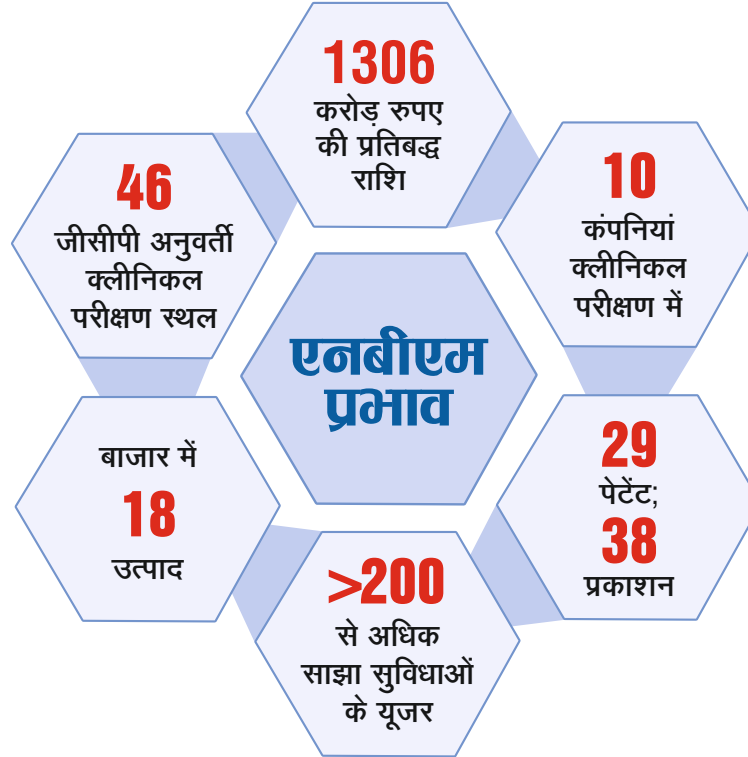 1306
करोड़ रुपए
की प्रतिबद्ध
राशि
46
जीसीपी अनुवर्ती
क्लीनिकल
परीक्षण स्थल
10
कंपनियां
क्लीनिकल
परीक्षण में
एनबीएम
प्रभाव
बाजार में
18
उत्पाद
29
पेटेंट;
38
प्रकाशन
>200
से अधिक
साझा सुविधाओं
के यूजर